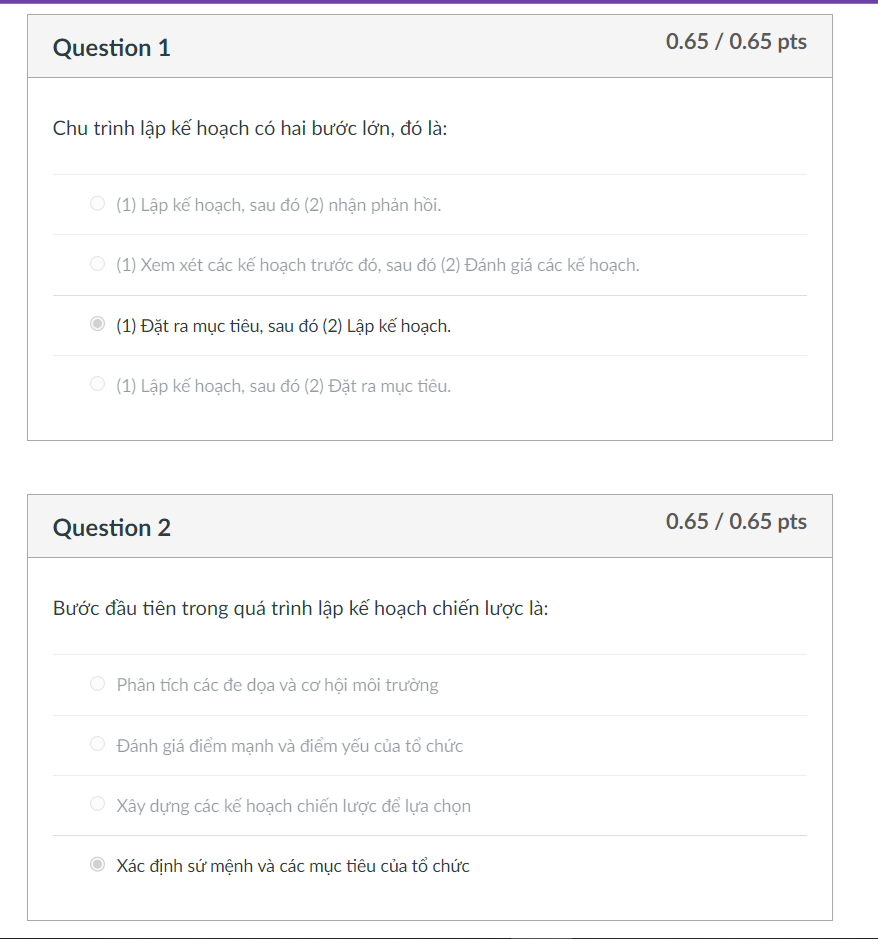 Question 1
0.65 / 0.65 pts
Chu trình lập kế hoạch có hai bước lớn, đó là:
(1) Lập kế hoạch, sau đó (2) nhận phản hồi.
(1) Xem xét các kế hoạch trước đó, sau đó (2) Đánh giá các kế hoạch.
(1) Đặt ra mục tiêu, sau đó (2) Lập kế hoạch.
(1) Lập kế hoạch, sau đó (2) Đặt ra mục tiêu.
Question 2
0.65 / 0.65 pts
Bước đầu tiên trong quá trình lập kế hoạch chiến lược là:
Phân tích các đe dọa và cơ hội môi trường
Đánh giá điểm mạnh và điểm yếu của tổ chức
Xây dựng các kế hoạch chiến lược để lựa chọn
Xác định sứ mệnh và các mục tiêu của tổ chức